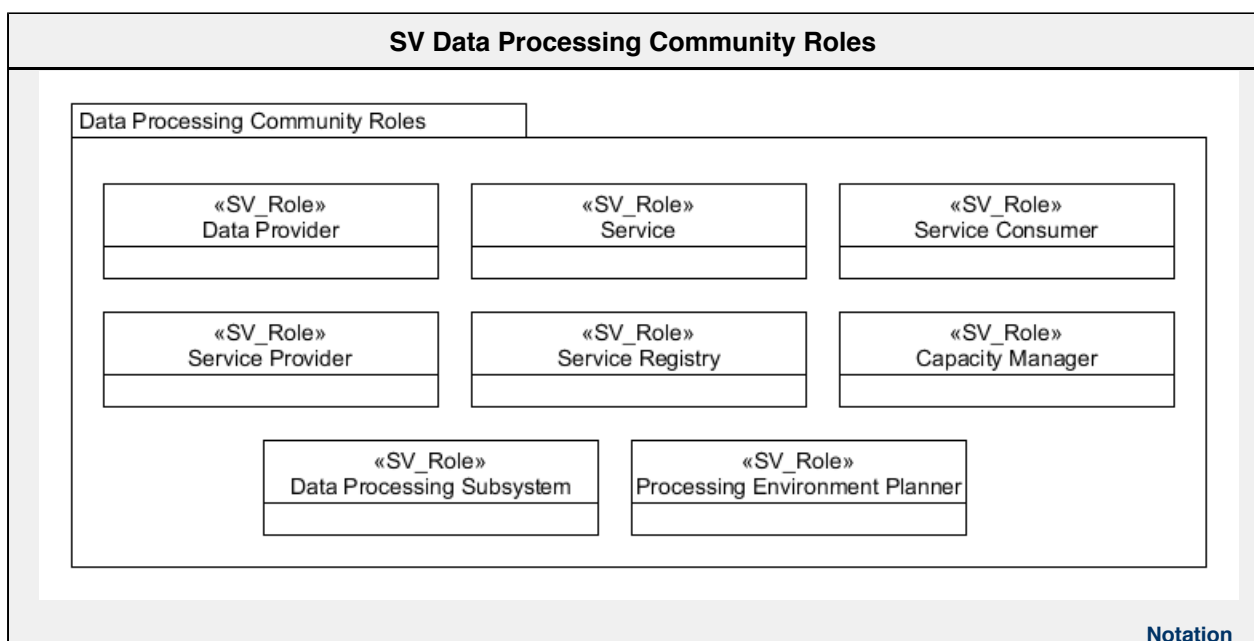 SV Data Processing Community Roles
Data Processing Community Roles
«SV_Role»
Data Provider
«SV_Role»
Service
«SV_Role»
Service Consumer
«SV_Role»
Service Provider
«SV_Role»
Service Registry
«SV_Role»
Capacity Manager
«SV_Role»
Data Processing Subsystem
«SV_Role»
Processing Environment Planner
Notation